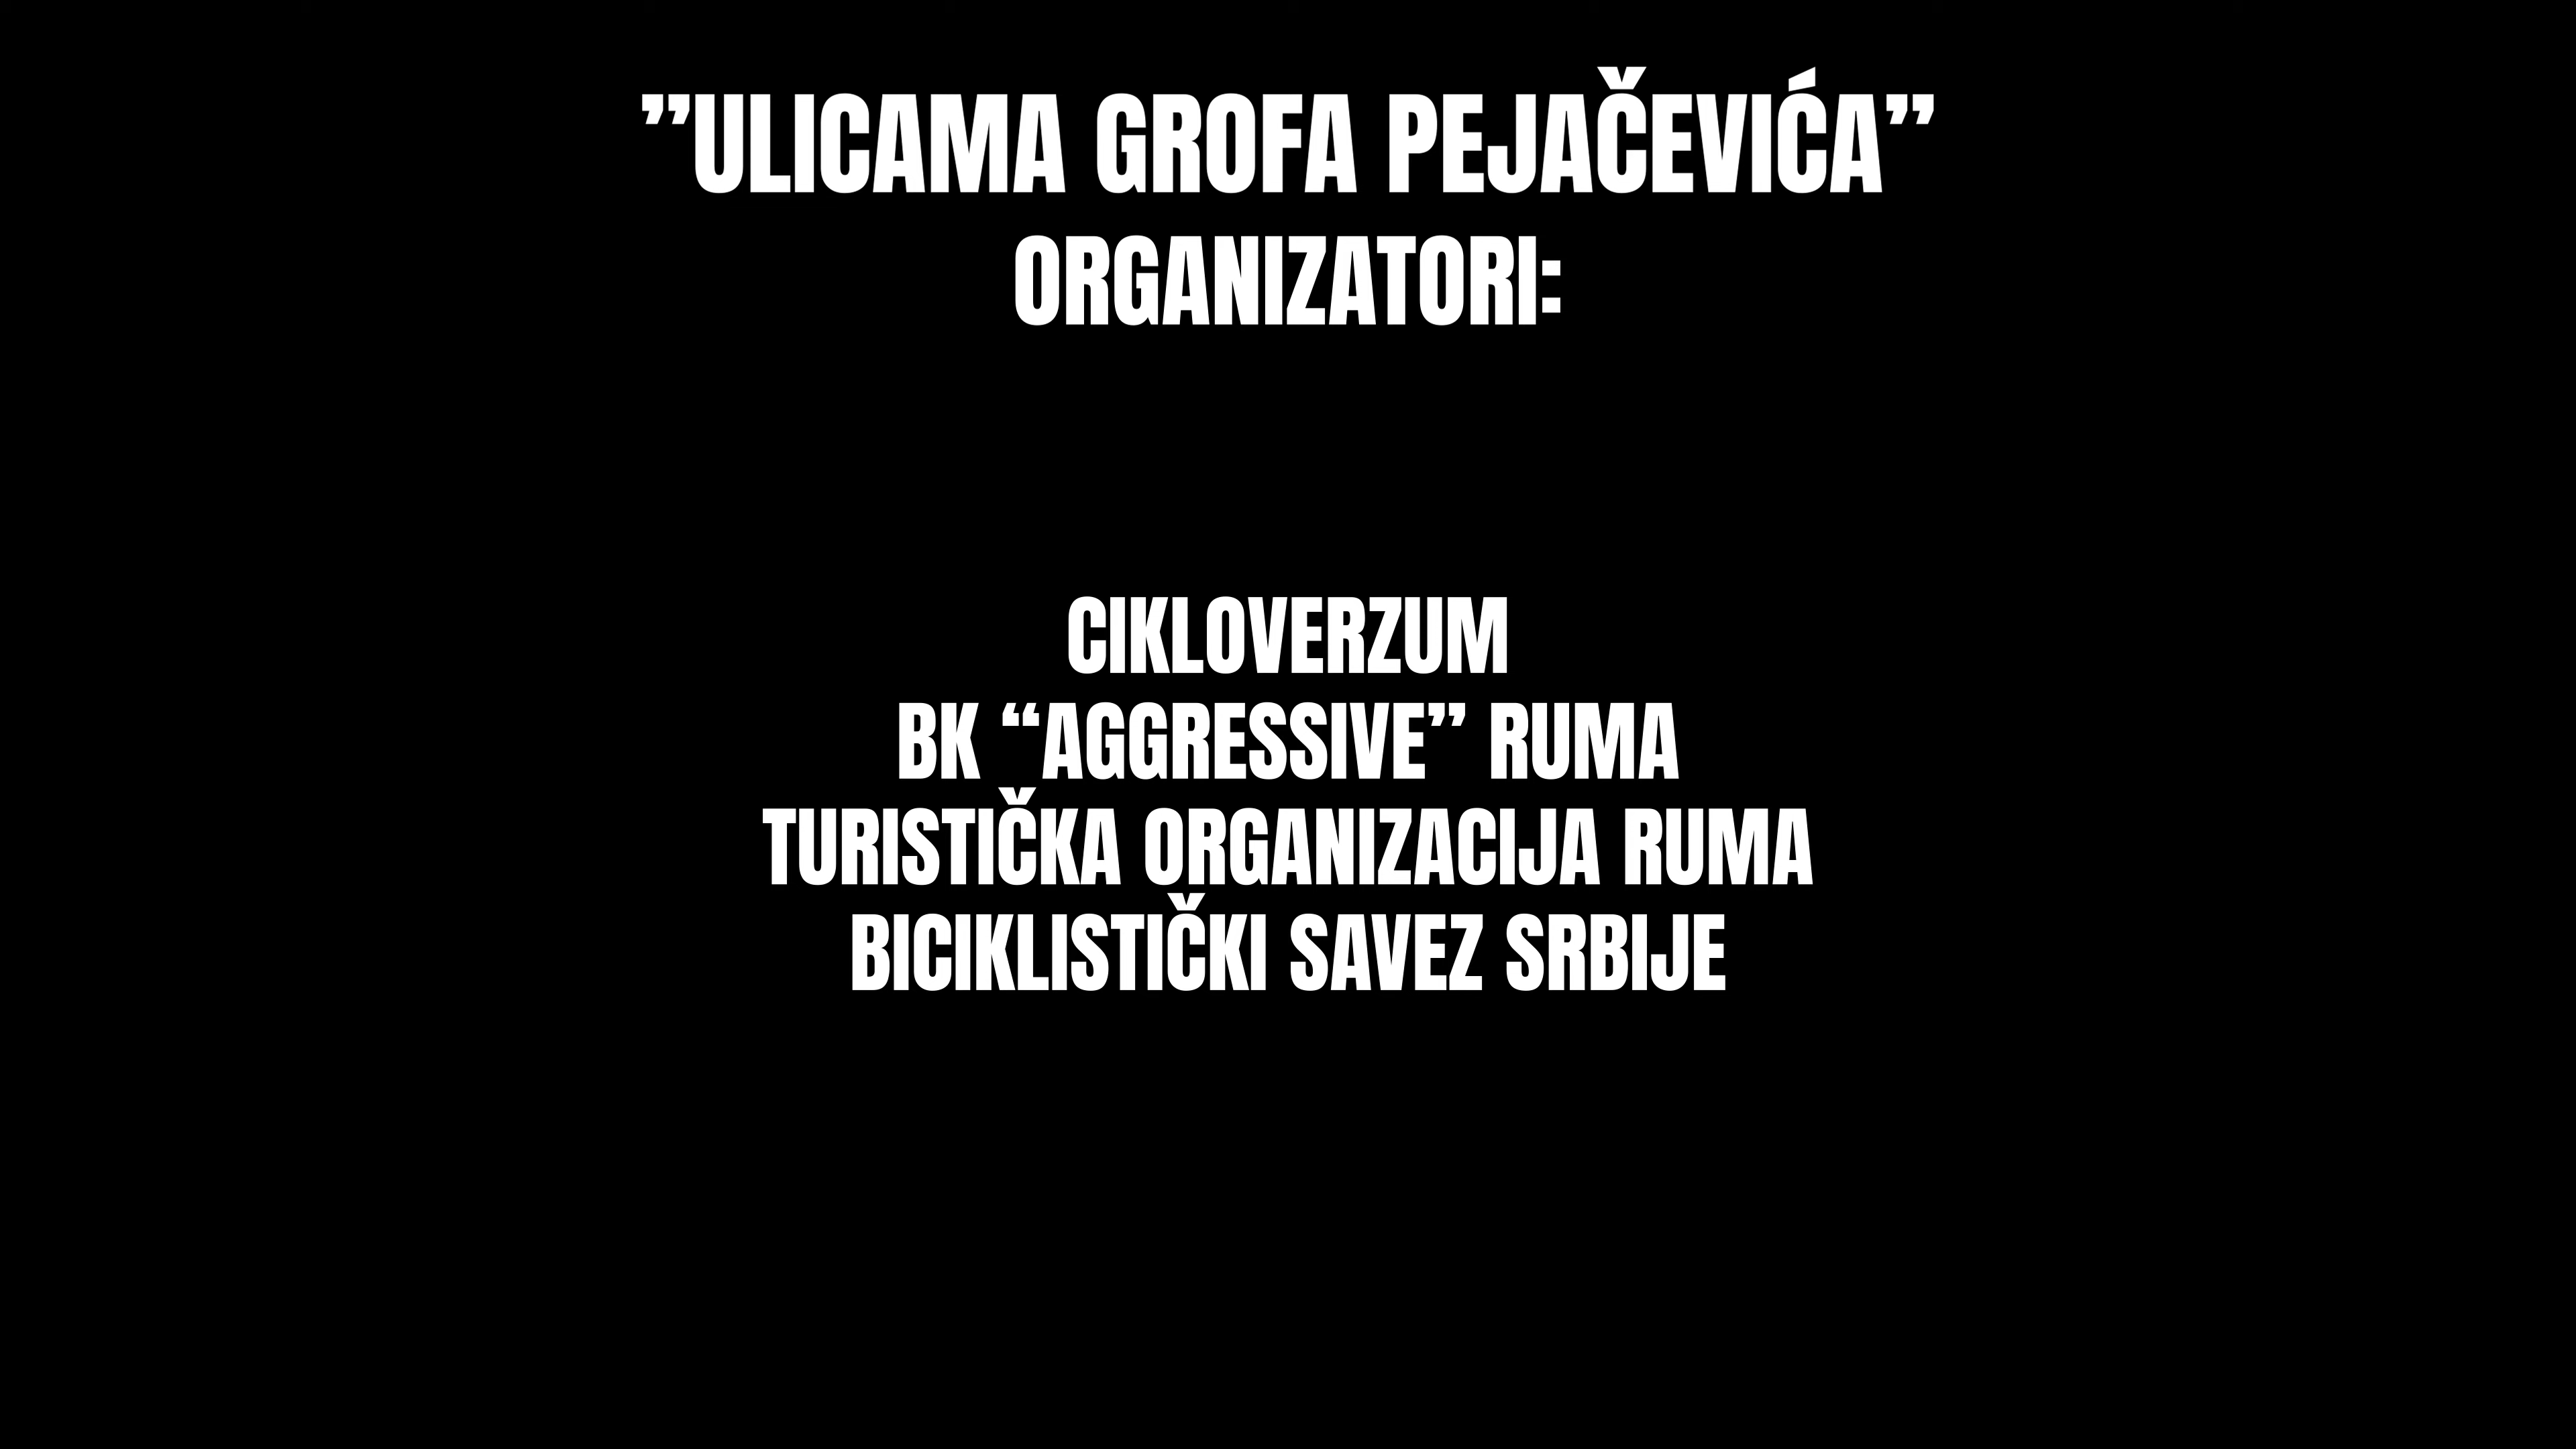 ”ULICAMA GROFA PEJAČEVIĆA”
ORGANIZATORI:
CIKLOVERZUM
BK “AGGRESSIVE” RUMA
TURISTIČKA ORGANIZACIJA RUMA
BICIKLISTIČKI SAVEZ SRBIJE